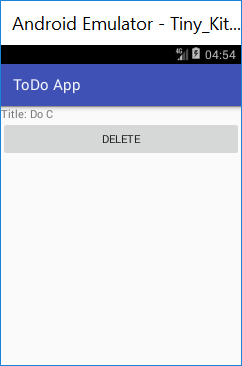 Android Emulator - Tiny_Kit...
4G 04:54
ToDo App
Title: Do C
DELETE